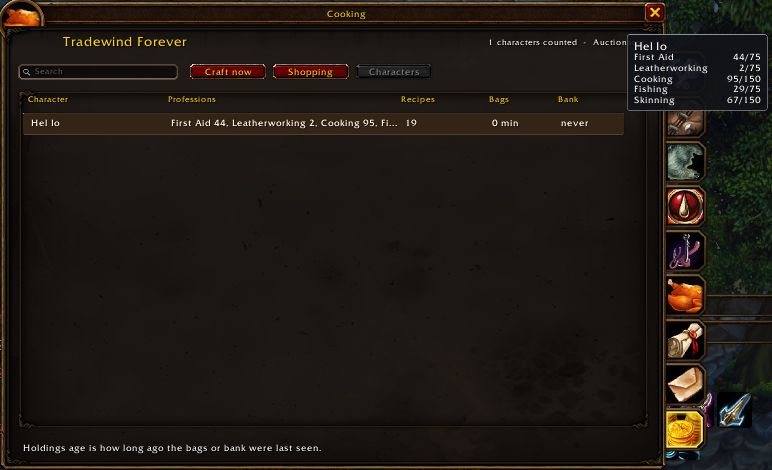 Cooking
Tradewind Forever
1 characters counted - Auction
Search
Craft now
Shopping
Characters
Character Professions Recipes Bags Bank
Hel lo First Aid 44, Leatherworking 2, Cooking 95, Fi... 19 0 min never
Holdings age is how long ago the bags or bank were last seen.
Hel lo
First Aid 44/75
Leatherworking 2/75
Cooking 95/150
Fishing 29/75
Skinning 67/150